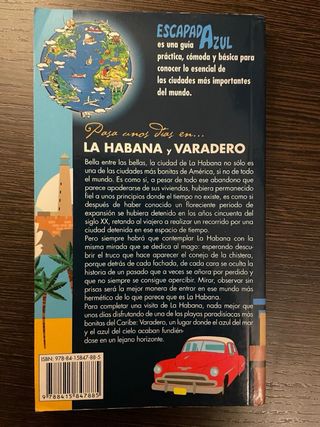 ESCAPADA AZUL
es una guía
práctica, cómoda y básica para
conocer lo esencial de
las ciudades más importantes
del mundo.
Pasa unos días en...
LA HABANA y VARADERO
Bella entre las bellas, la ciudad de La Habana no sólo es
una de las ciudades más bonitas de América, si no de todo
el mundo. Es como si, a pesar de todo ese abandono que
parece apoderarse de sus viviendas, hubiera permanecido
fiel a unos principios donde el tiempo no existe, es como si
después de haber conocido un floreciente periodo de
expansión se hubiera detenido en los años cincuenta del
siglo XX, retando al viajero a realizar un recorrido por una
ciudad detenida en ese espacio de tiempo.
Pero siempre habrá que contemplar La Habana con la
misma mirada que se dedica al mago: esperando descu-
brir el truco que hace aparecer el conejo de la chistera,
porque detrás de cada fachada, de cada cara se oculta la
historia de un pasado que a veces se añora por perdido y
que no siempre se consigue apercibir. Mirar, observar sin
prisas será la mejor manera de entrar en ese mundo más
hermético de lo que parece que es La Habana.
Para completar una visita de La Habana, nada mejor que
unos días disfrutando de una de las playas paradisíacas más
bonitas del Caribe: Varadero, un lugar donde el azul del mar
y el azul del cielo acaban fundién
dose en un lejano horizonte.
ISBN: 978-84-15847-88-5
9788415847885